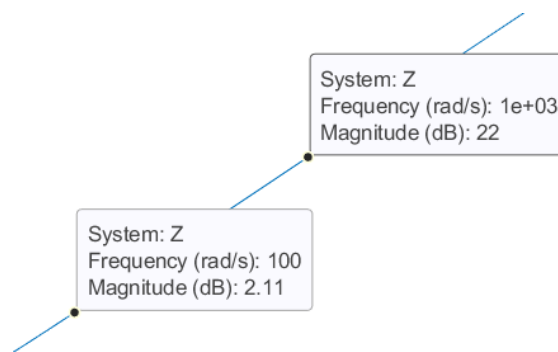 System: Z
Frequency (rad/s): 1e+03
Magnitude (dB): 22
System: Z
Frequency (rad/s): 100
Magnitude (dB): 2.11